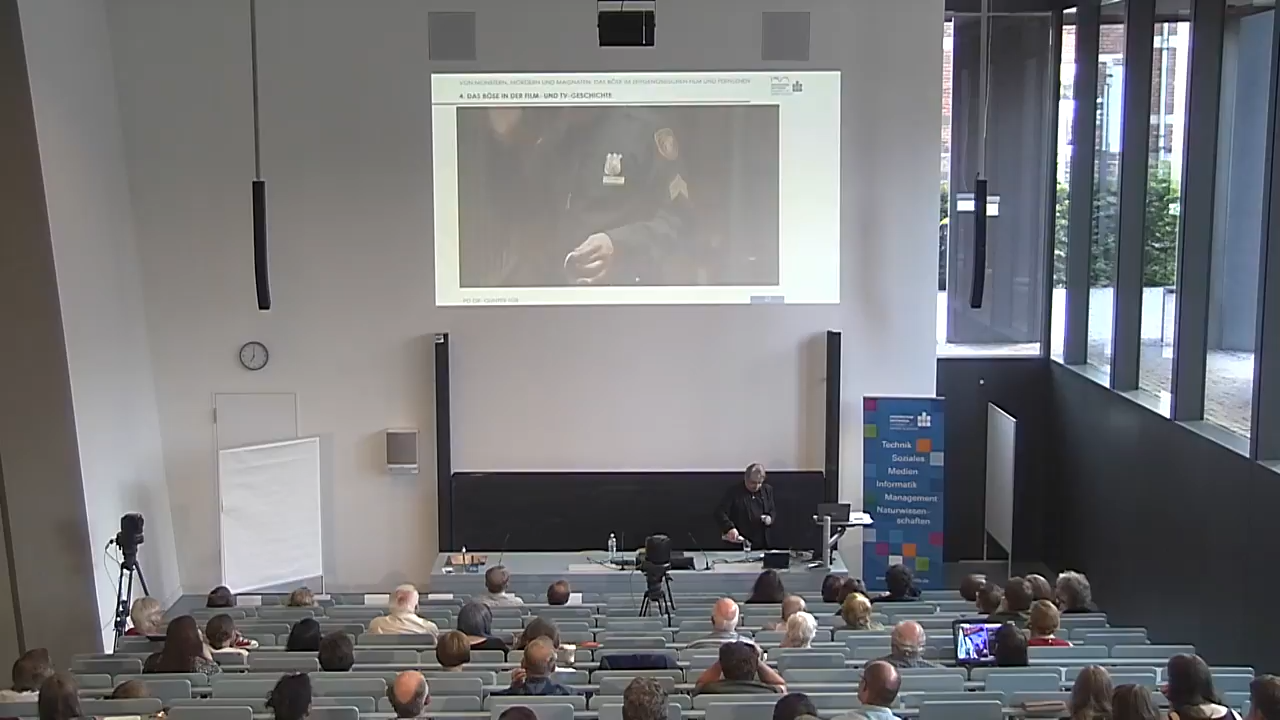 VON MONSTERN, MÖRDERN UND MAGNATEN: DAS BÖSE IM ZEITGENÖSSISCHEN FILM UND FERNSEHEN
4. DAS BÖSE IN DER FILM- UND TV-GESCHICHTE
Technik
Soziales
Medien
Informatik
Management
Naturwissen-
schaften